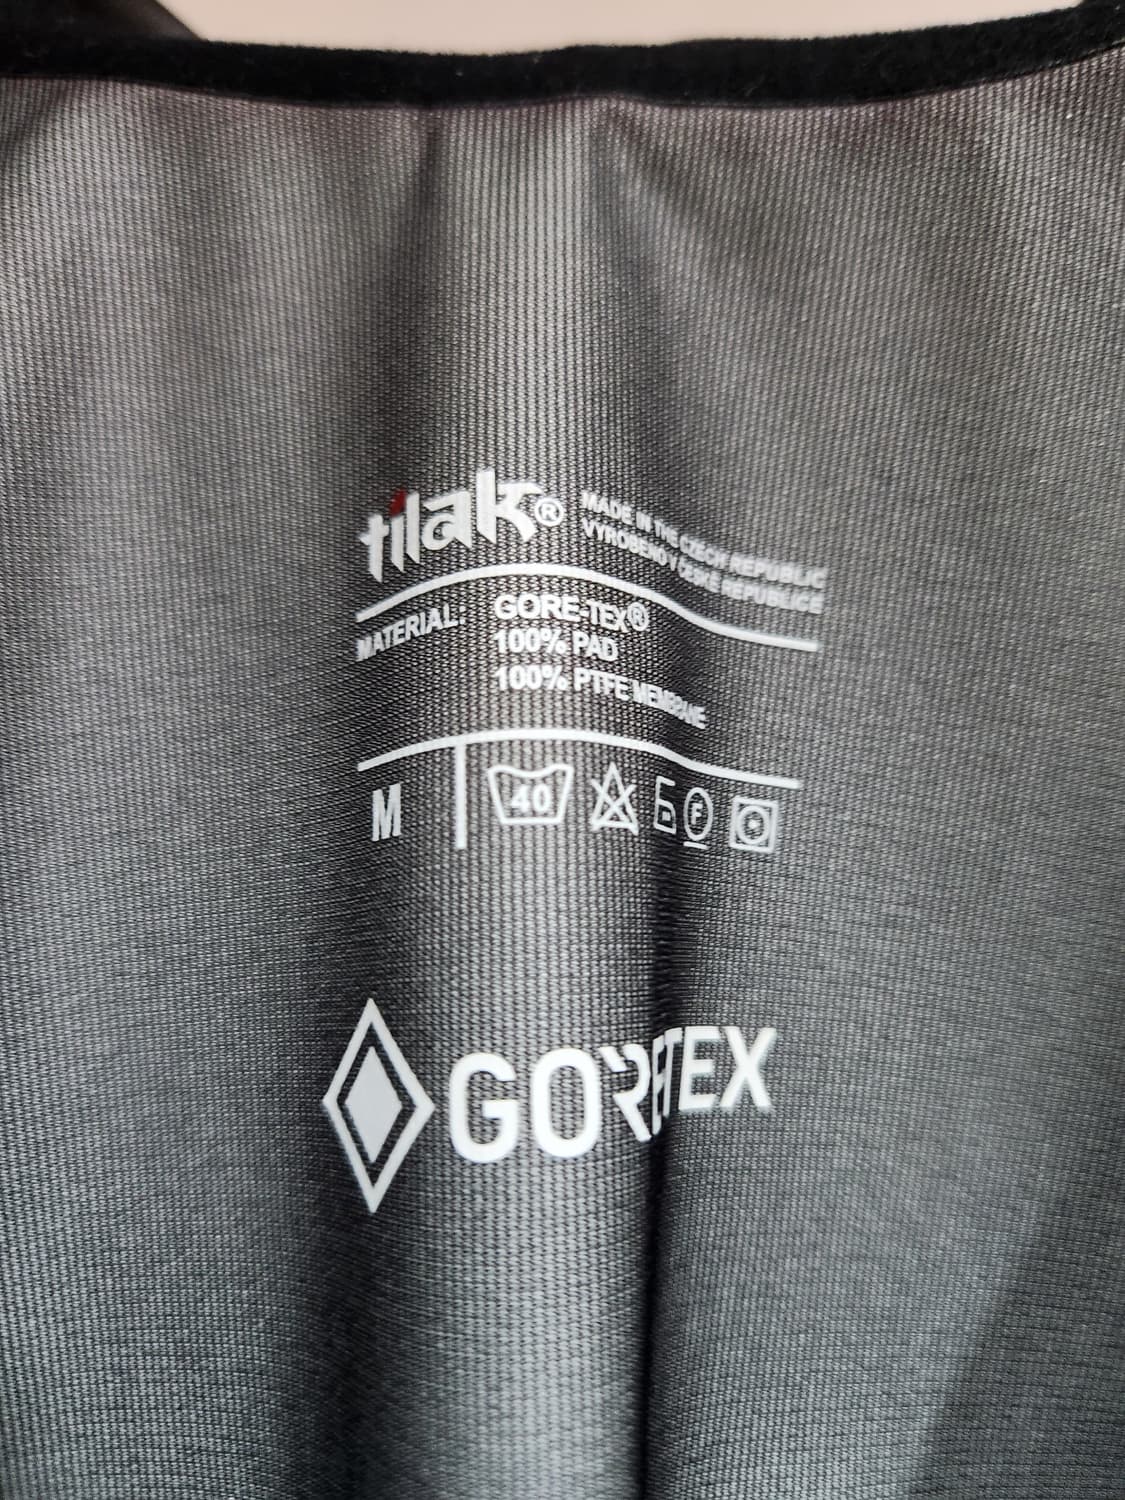 tilak®
MADE IN THE CZECH REPUBLIC
VYROBENO V ČESKÉ REPUBLICE
MATERIAL: GORE-TEX®
100% PAD
100% PTFE MEMBRANE
M 40 F
GORE-TEX